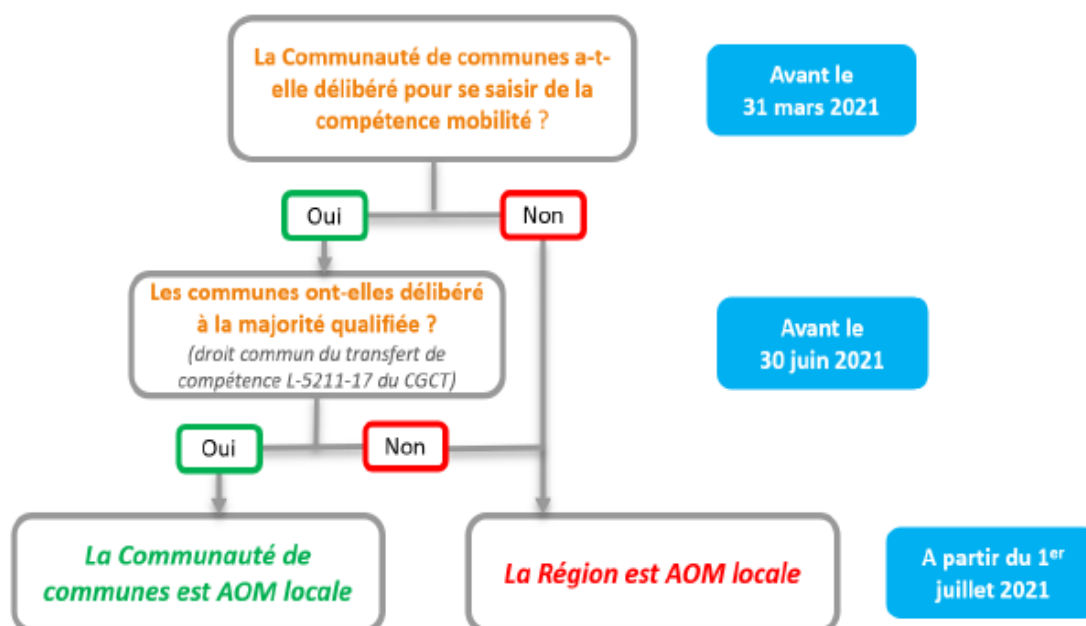 La Communauté de communes a-t-
elle délibéré pour se saisir de la
compétence mobilité ?
Avant le
31 mars 2021
Oui
Non
Les communes ont-elles délibéré
à la majorité qualifiée ?
(droit commun du transfert de
compétence L-5211-17 du CGCT)
Avant le
30 juin 2021
Oui
Non
La Communauté de
communes est AOM locale
La Région est AOM locale
A partir du 1er
juillet 2021